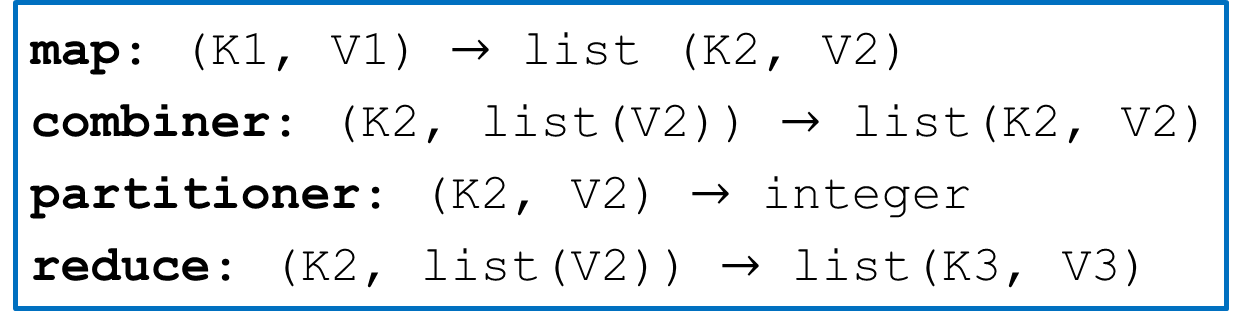 map: (K1, V1) → list (K2, V2)
combiner: (K2, list(V2)) → list(K2, V2)
partitioner: (K2, V2) → integer
reduce: (K2, list(V2)) → list(K3, V3)